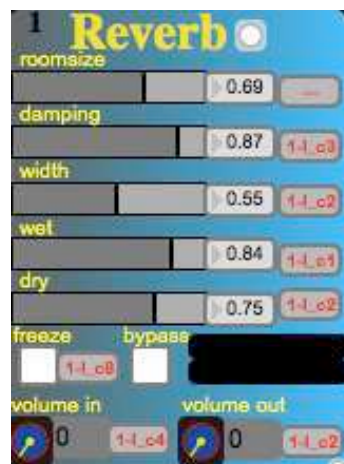 1
Reverb
roomsize
0.69 ...
damping
0.87 1-l_c3
width
0.55 1-l_c2
wet
0.84 1-l_c1
dry
0.75 1-l_c2
freeze bypass
1-l_c8
volume in volume out
0 1-l_c4 0 1-l_c2